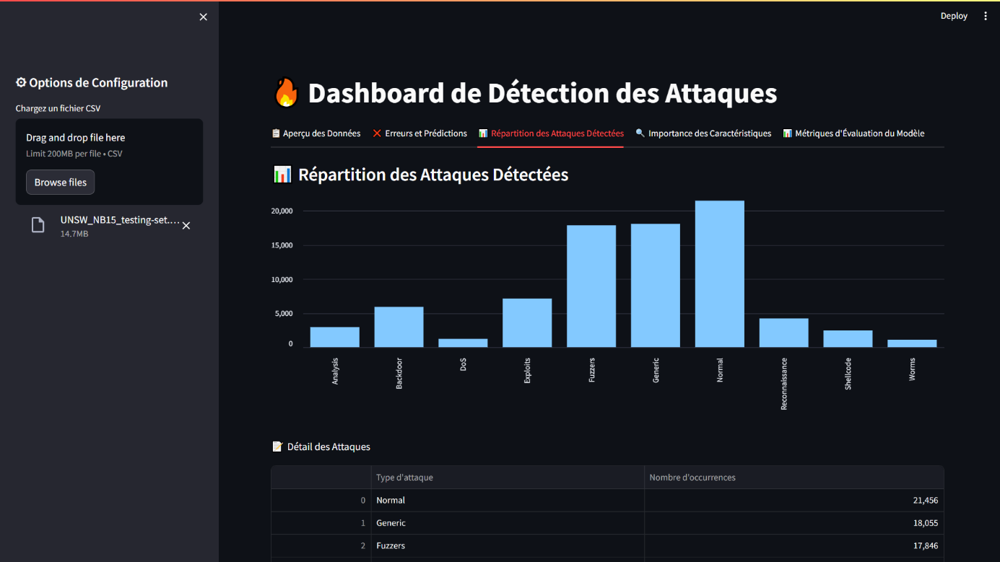 Deploy
Options de Configuration
Chargez un fichier CSV
Drag and drop file here
Limit 200MB per file • CSV
Browse files
UNSW_NB15_testing-set....
14.7MB
Dashboard de Détection des Attaques
Aperçu des Données Erreurs et Prédictions Répartition des Attaques Détectées Importance des Caractéristiques Métriques d'Évaluation du Modèle
Répartition des Attaques Détectées
20,000
15,000
10,000
5,000
0
Analysis Backdoor DoS Exploits Fuzzers Generic Normal Reconnaissance Shellcode Worms
Détail des Attaques
Type d'attaque Nombre d'occurrences
0 Normal 21,456
1 Generic 18,055
2 Fuzzers 17,846